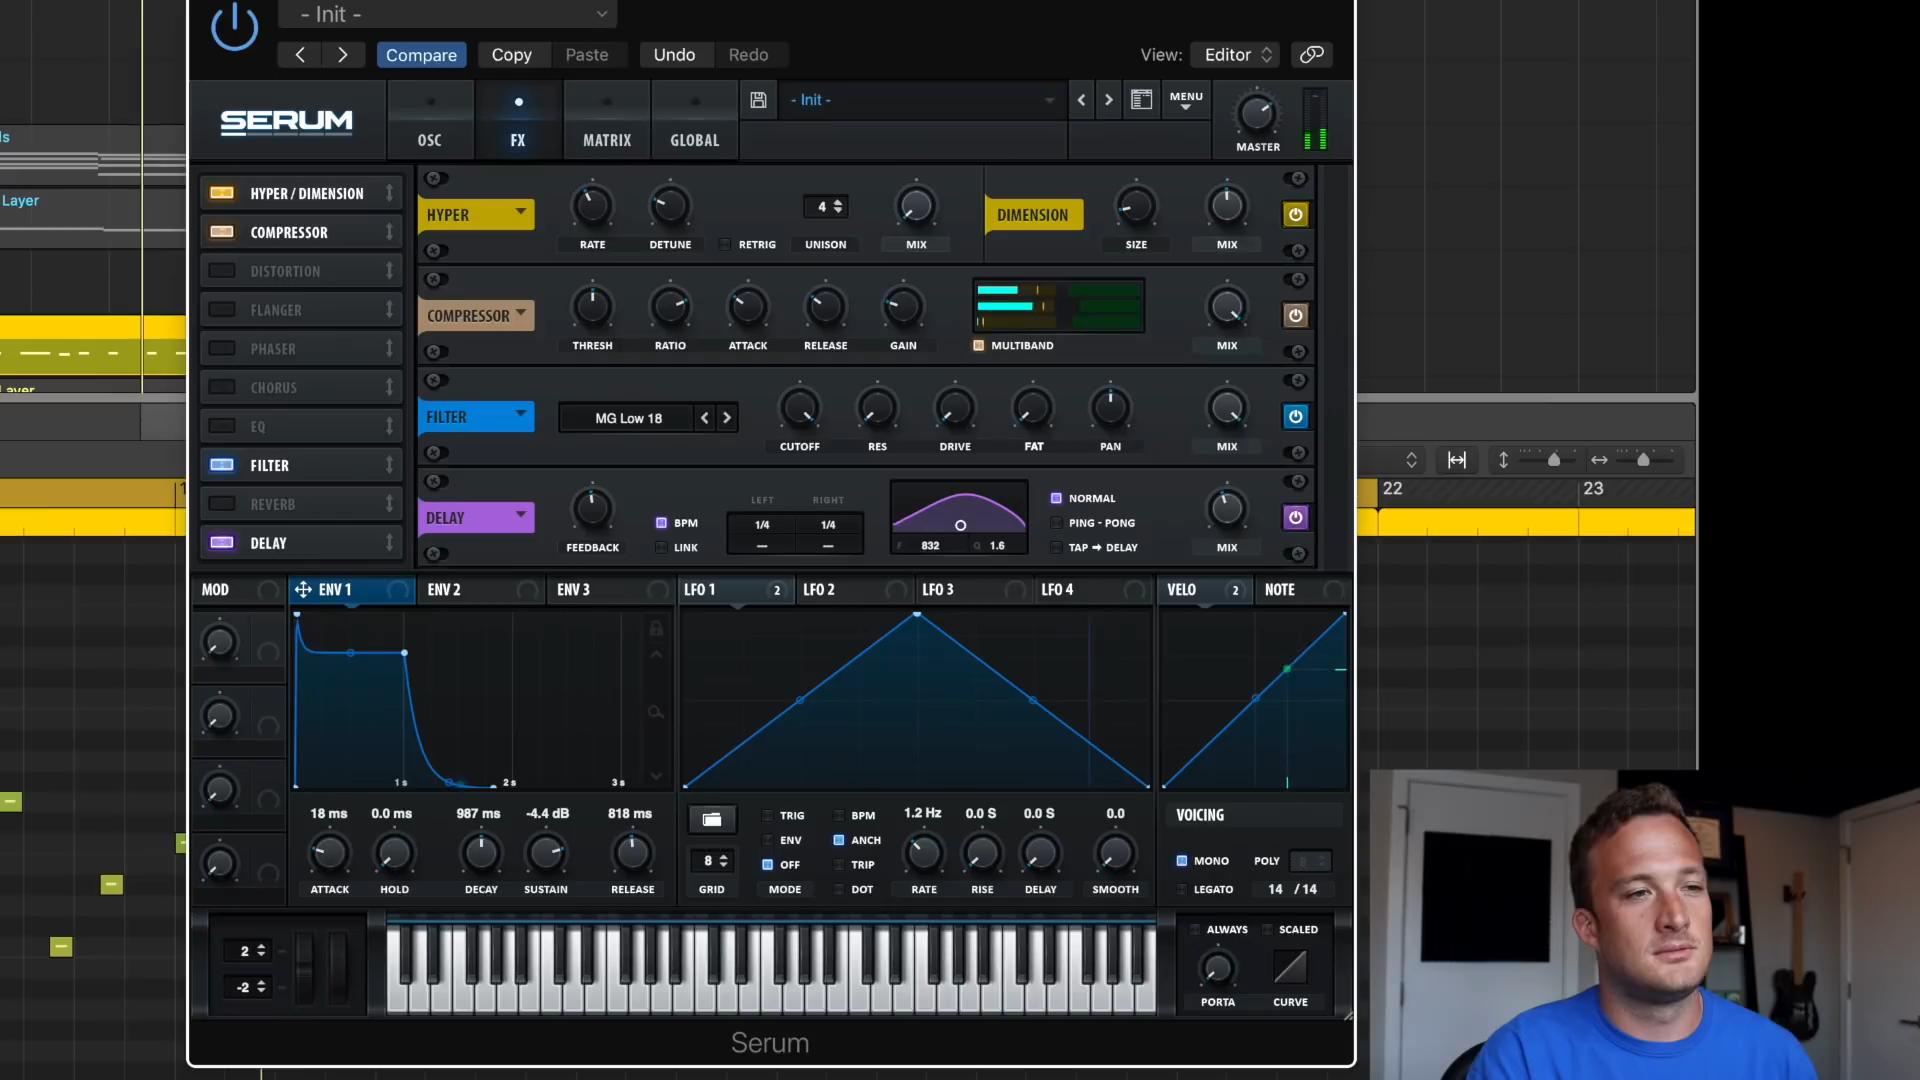 - Init -
Compare
Copy
Paste
Undo
Redo
View:
Editor
SERUM
OSC
FX
MATRIX
GLOBAL
- Init -
MENU
MASTER
ls
Layer
Layer
HYPER / DIMENSION
COMPRESSOR
DISTORTION
FLANGER
PHASER
CHORUS
EQ
FILTER
REVERB
DELAY
HYPER
RATE
DETUNE
RETRIG
4
UNISON
MIX
DIMENSION
SIZE
MIX
COMPRESSOR
THRESH
RATIO
ATTACK
RELEASE
GAIN
MULTIBAND
MIX
FILTER
MG Low 18
CUTOFF
RES
DRIVE
FAT
PAN
MIX
DELAY
FEEDBACK
BPM
LINK
LEFT
RIGHT
1/4
1/4
F 832 Q 1.6
NORMAL
PING - PONG
TAP ➔ DELAY
MIX
22
23
MOD
ENV 1
ENV 2
ENV 3
LFO 1 2
LFO 2
LFO 3
LFO 4
VELO 2
NOTE
1 s
2 s
3 s
18 ms
0.0 ms
987 ms
-4.4 dB
818 ms
ATTACK
HOLD
DECAY
SUSTAIN
RELEASE
8
GRID
TRIG
ENV
OFF
MODE
BPM
ANCH
TRIP
DOT
1.2 Hz
0.0 S
0.0 S
0.0
RATE
RISE
DELAY
SMOOTH
VOICING
MONO
POLY
LEGATO
14 / 14
2
-2
ALWAYS
SCALED
PORTA
CURVE
Serum